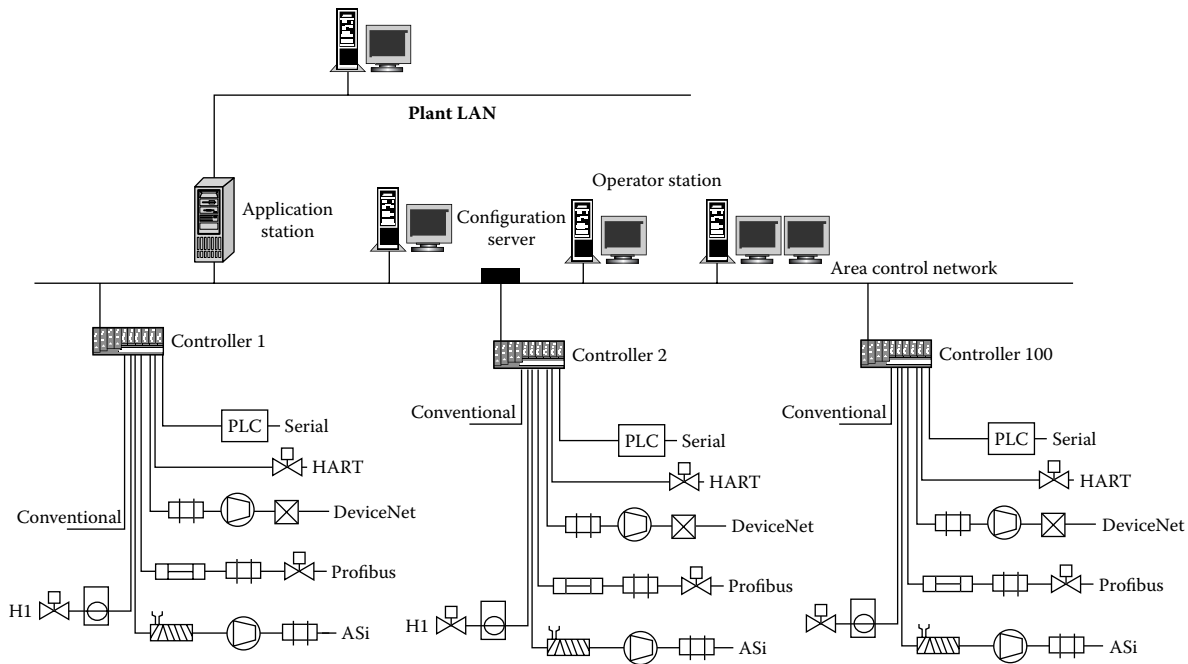 Plant LAN
Application
station
Configuration
server
Operator station
Area control network
Controller 1
Conventional
PLC
Serial
HART
DeviceNet
Profibus
H1
ASi
Controller 2
Conventional
PLC
Serial
HART
DeviceNet
Profibus
H1
ASi
Controller 100
Conventional
PLC
Serial
HART
DeviceNet
Profibus
ASi